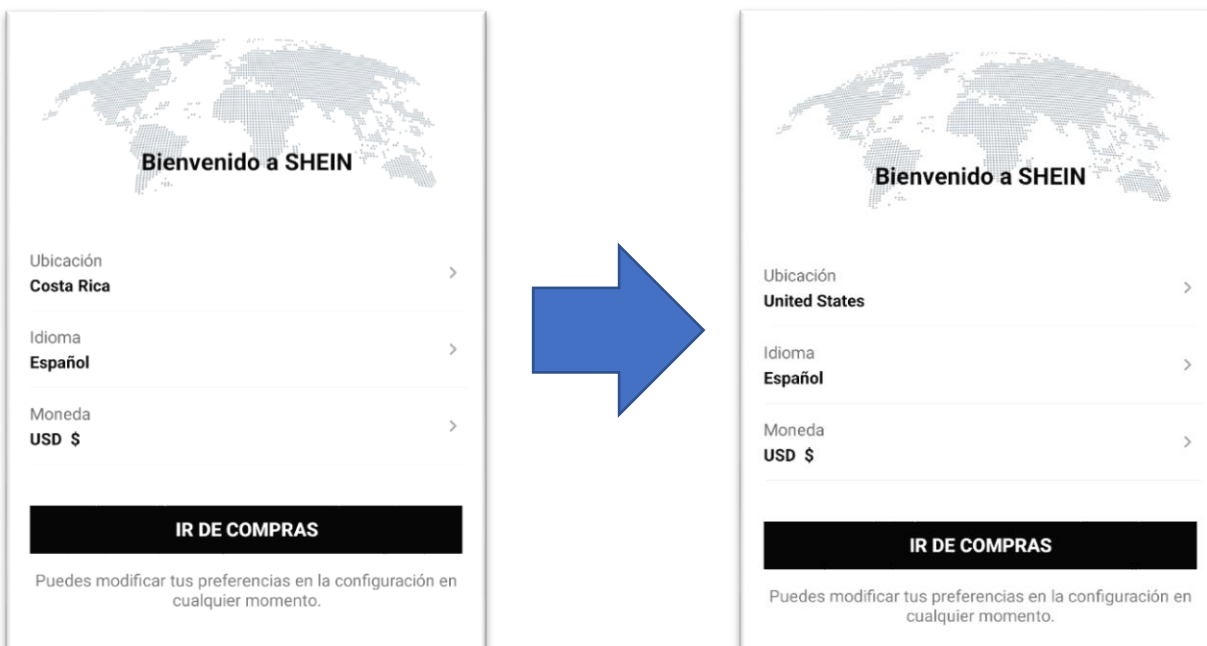 Bienvenido a SHEIN
Ubicación
Costa Rica
Idioma
Español
Moneda
USD $
IR DE COMPRAS
Puedes modificar tus preferencias en la configuración en
cualquier momento.
Bienvenido a SHEIN
Ubicación
United States
Idioma
Español
Moneda
USD $
IR DE COMPRAS
Puedes modificar tus preferencias en la configuración en
cualquier momento.